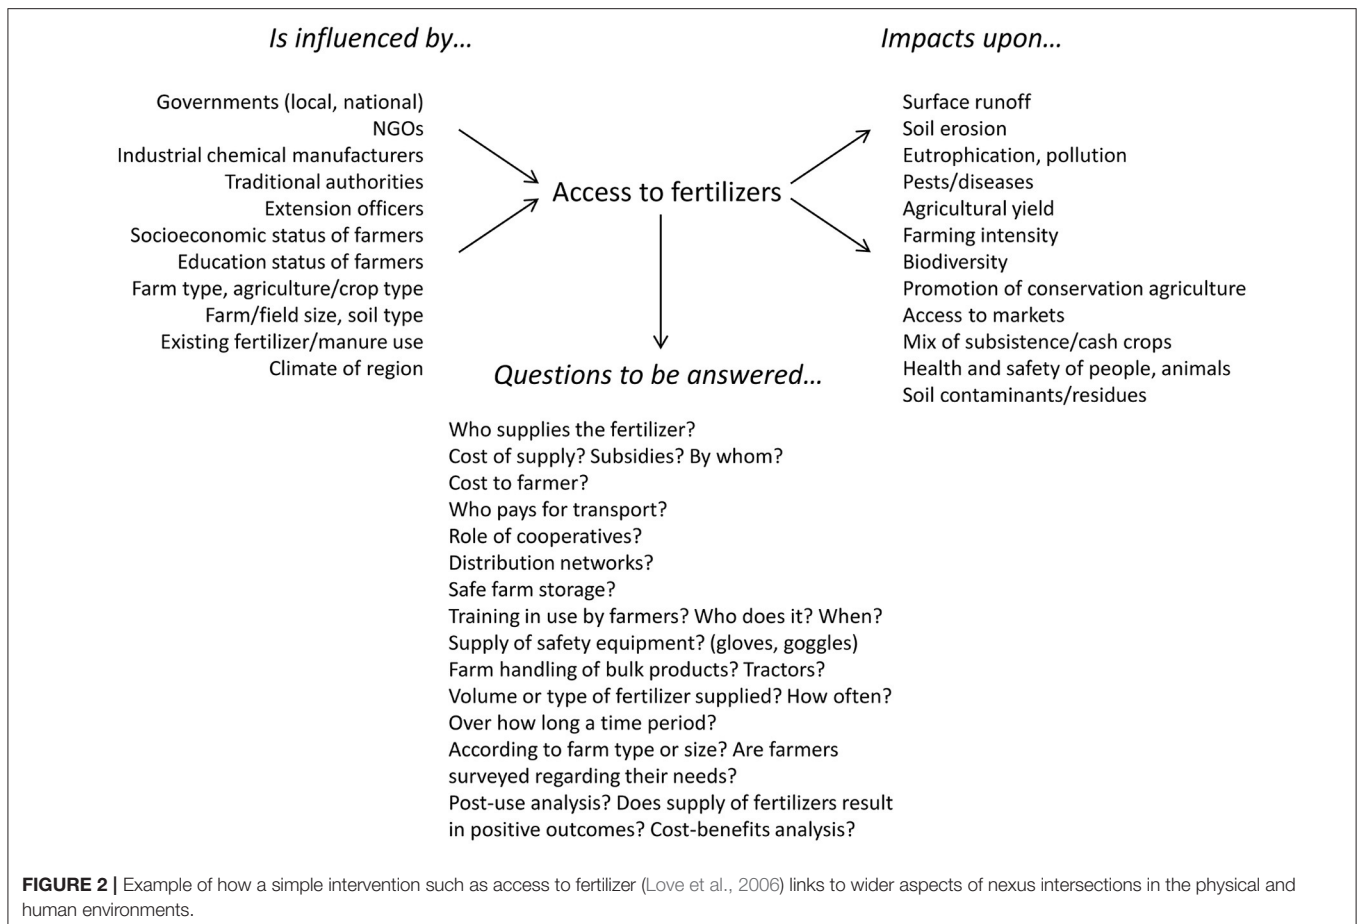 Is influenced by…
Governments (local, national)
NGOs
Industrial chemical manufacturers
Traditional authorities
Extension officers
Socioeconomic status of farmers
Education status of farmers
Farm type, agriculture/crop type
Farm/field size, soil type
Existing fertilizer/manure use
Climate of region
Access to fertilizers
Impacts upon…
Surface runoff
Soil erosion
Eutrophication, pollution
Pests/diseases
Agricultural yield
Farming intensity
Biodiversity
Promotion of conservation agriculture
Access to markets
Mix of subsistence/cash crops
Health and safety of people, animals
Soil contaminants/residues
Questions to be answered…
Who supplies the fertilizer?
Cost of supply? Subsidies? By whom?
Cost to farmer?
Who pays for transport?
Role of cooperatives?
Distribution networks?
Safe farm storage?
Training in use by farmers? Who does it? When?
Supply of safety equipment? (gloves, goggles)
Farm handling of bulk products? Tractors?
Volume or type of fertilizer supplied? How often?
Over how long a time period?
According to farm type or size? Are farmers
surveyed regarding their needs?
Post-use analysis? Does supply of fertilizers result
in positive outcomes? Cost-benefits analysis?
FIGURE 2 | Example of how a simple intervention such as access to fertilizer (Love et al., 2006) links to wider aspects of nexus intersections in the physical and
human environments.